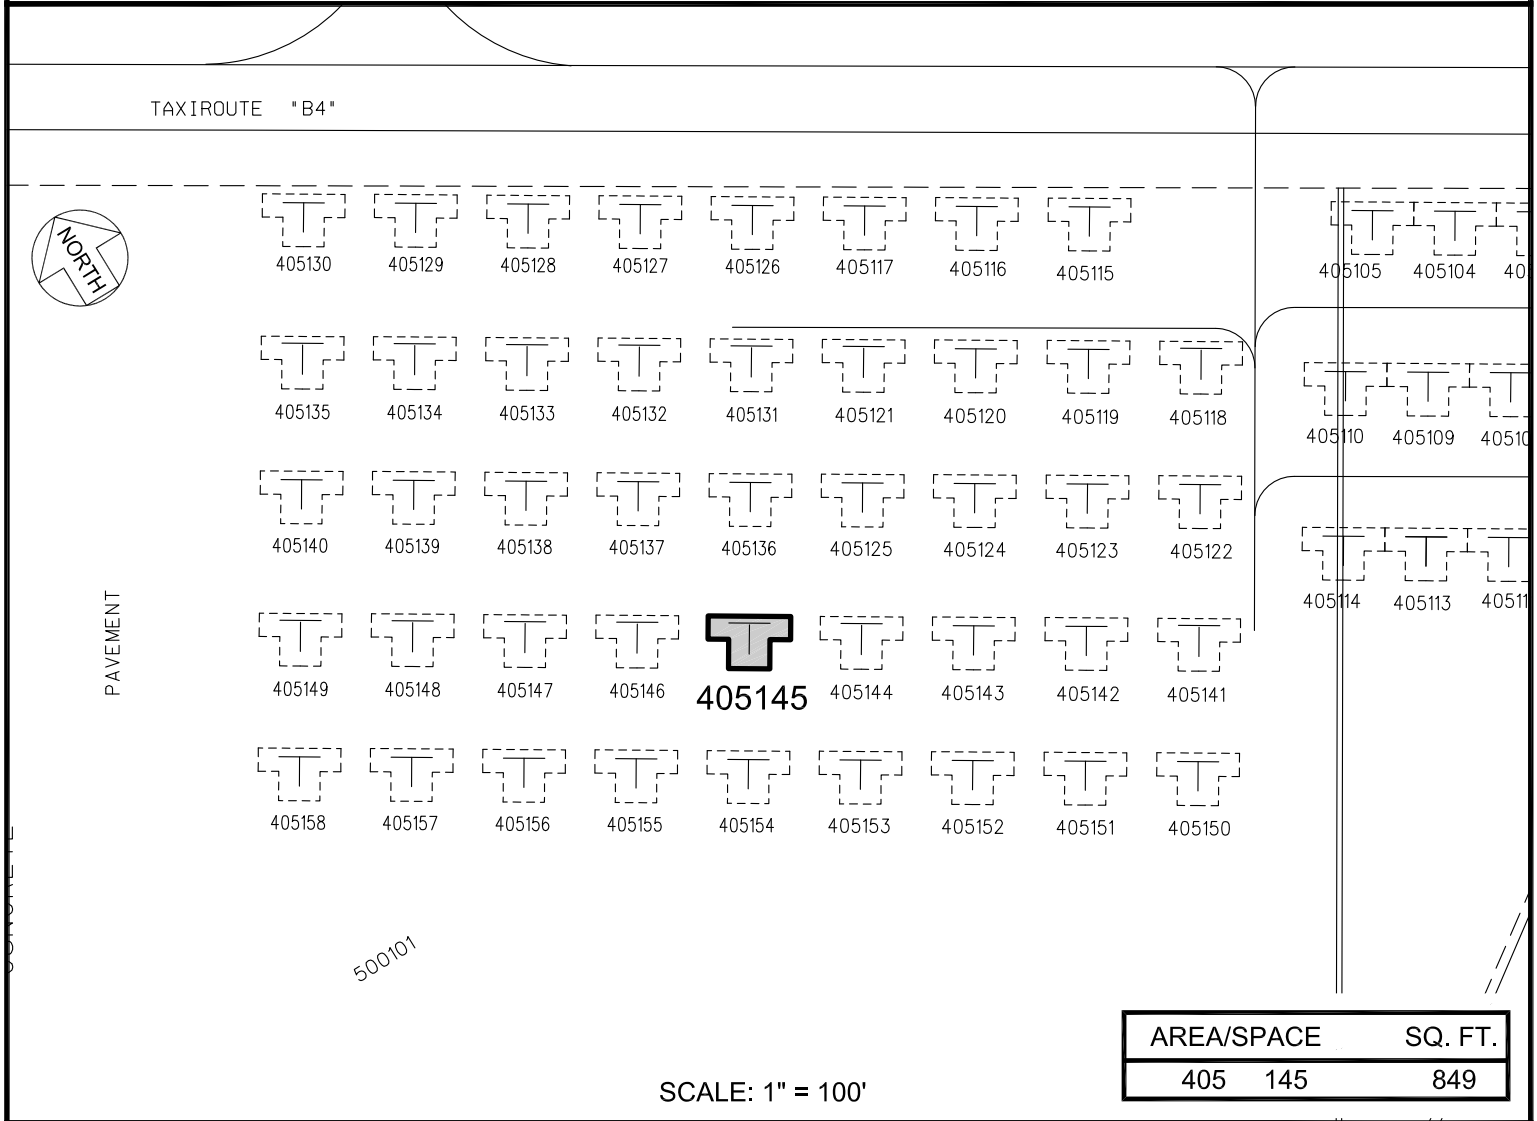 TAXIROUTE "B4"
NORTH
405130 405129 405128 405127 405126 405117 405116 405115 405105 405104
405135 405134 405133 405132 405131 405121 405120 405119 405118 405110 405109
405140 405139 405138 405137 405136 405125 405124 405123 405122
405114 405113
PAVEMENT
405149 405148 405147 405146 405145 405144 405143 405142 405141
405158 405157 405156 405155 405154 405153 405152 405151 405150
500101
AREA/SPACE SQ. FT.
405 145 849
SCALE: 1" = 100'